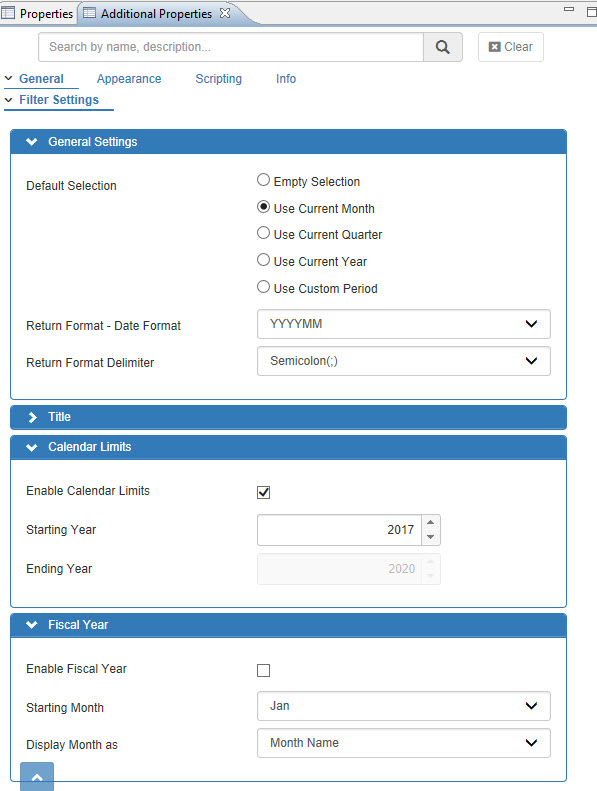 Properties Additional Properties
Search by name, description... Clear
General Appearance Scripting Info
Filter Settings
General Settings
Default Selection Empty Selection
Use Current Month
Use Current Quarter
Use Current Year
Use Custom Period
Return Format - Date Format YYYYMM
Return Format Delimiter Semicolon(;)
Title
Calendar Limits
Enable Calendar Limits
Starting Year 2017
Ending Year 2020
Fiscal Year
Enable Fiscal Year
Starting Month Jan
Display Month as Month Name